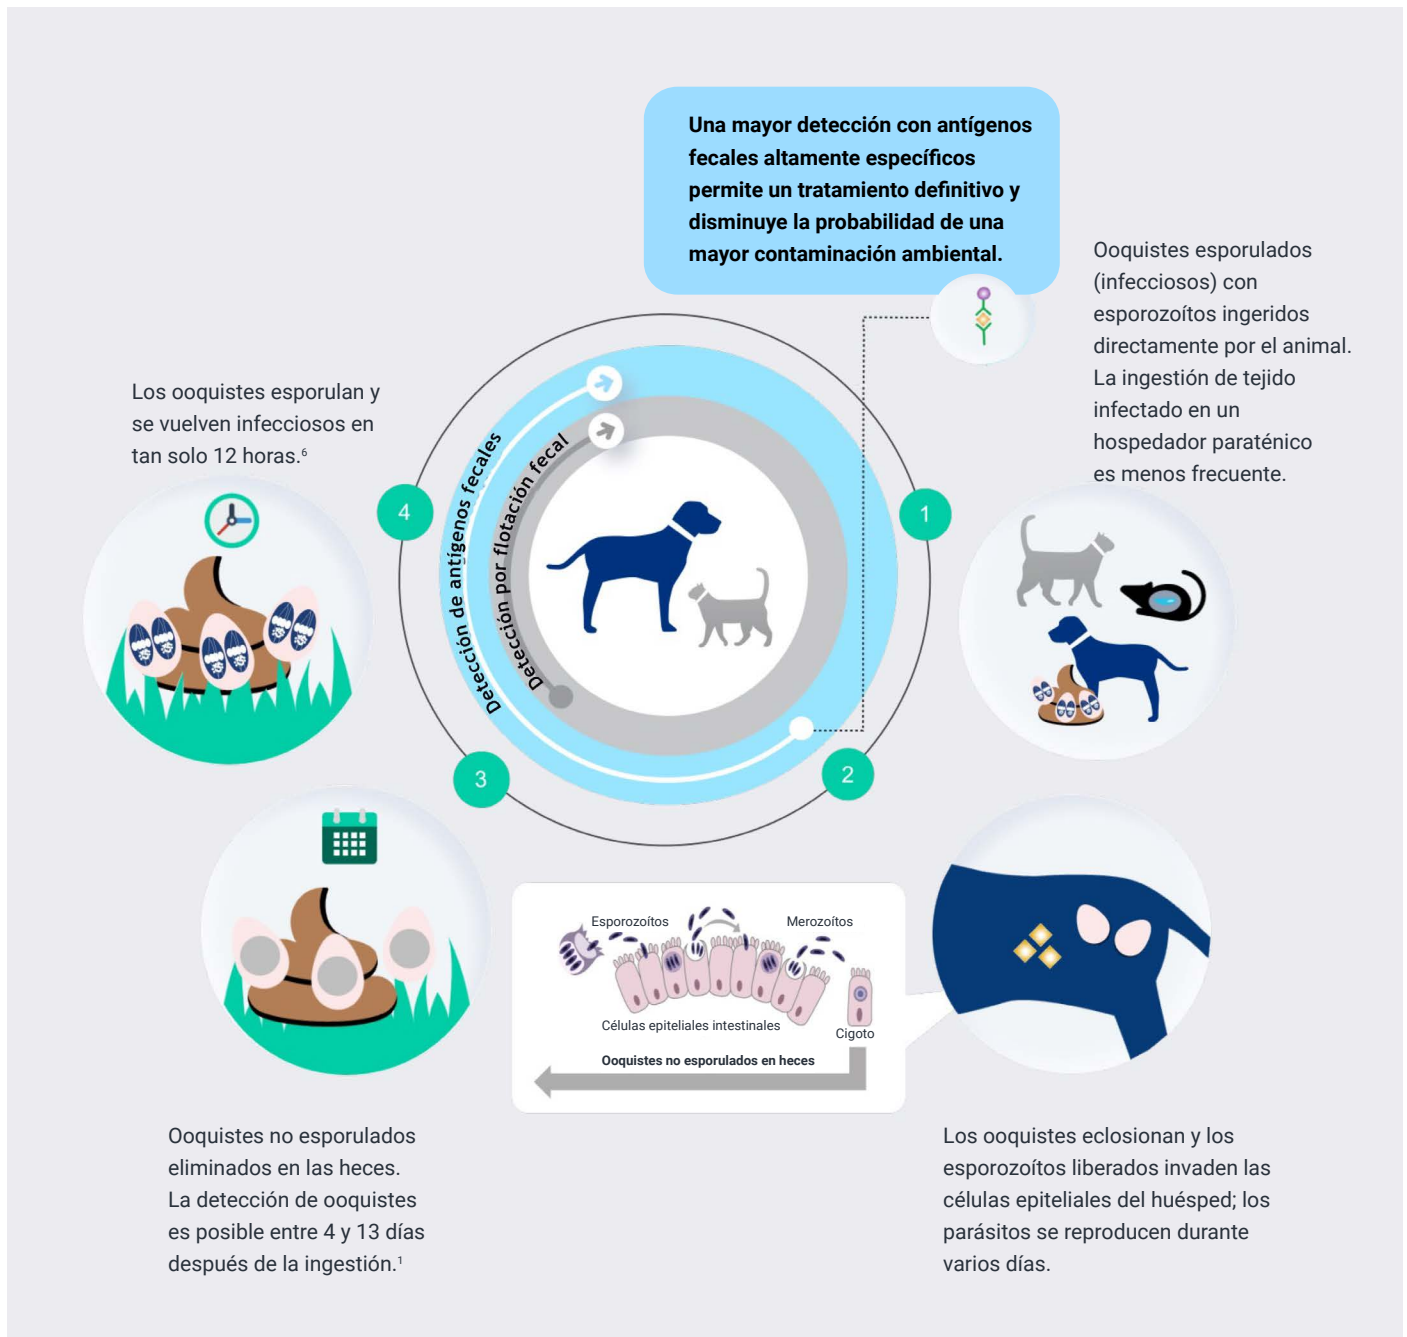 Una mayor detección con antígenos
fecales altamente específicos
permite un tratamiento definitivo y
disminuye la probabilidad de una
mayor contaminación ambiental.
Ooquistes esporulados
(infecciosos) con
esporozoítos ingeridos
directamente por el animal.
La ingestión de tejido
infectado en un
hospedador paraténico
es menos frecuente.
Los ooquistes esporulan y
se vuelven infecciosos en
tan solo 12 horas.⁶
Detección de antígenos fecales
Detección por flotación fecal
4
1
3
2
Esporozoítos
Merozoítos
Células epiteliales intestinales
Cigoto
Ooquistes no esporulados en heces
Ooquistes no esporulados
eliminados en las heces.
La detección de ooquistes
es posible entre 4 y 13 días
después de la ingestión.¹
Los ooquistes eclosionan y los
esporozoítos liberados invaden las
células epiteliales del huésped; los
parásitos se reproducen durante
varios días.